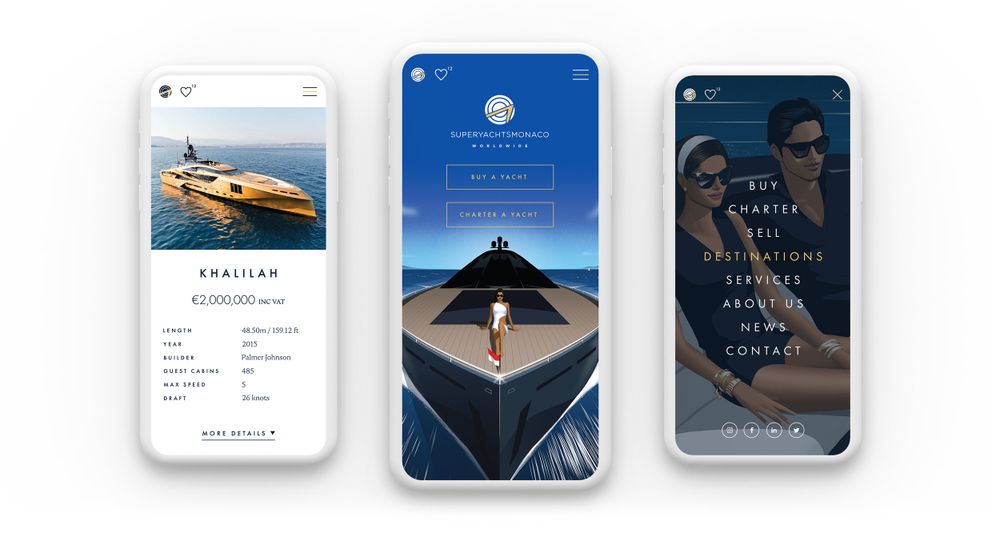 12
KHALILAH
€2,000,000 INC VAT
LENGTH 48.50m / 159.12 ft
YEAR 2015
BUILDER Palmer Johnson
GUEST CABINS 485
MAX SPEED 5
DRAFT 26 knots
MORE DETAILS
12
SUPERYACHTSMONACO
WORLDWIDE
BUY A YACHT
CHARTER A YACHT
12
BUY
CHARTER
SELL
DESTINATIONS
SERVICES
ABOUT US
NEWS
CONTACT